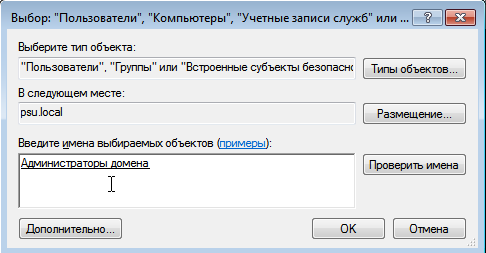 Выбор: "Пользователи", "Компьютеры", "Учетные записи служб" или ...
Выберите тип объекта:
"Пользователи", "Группы" или "Встроенные субъекты безопасно
Типы объектов...
В следующем месте:
psu.local
Размещение...
Введите имена выбираемых объектов (примеры):
Администраторы домена
Проверить имена
Дополнительно...
ОК
Отмена